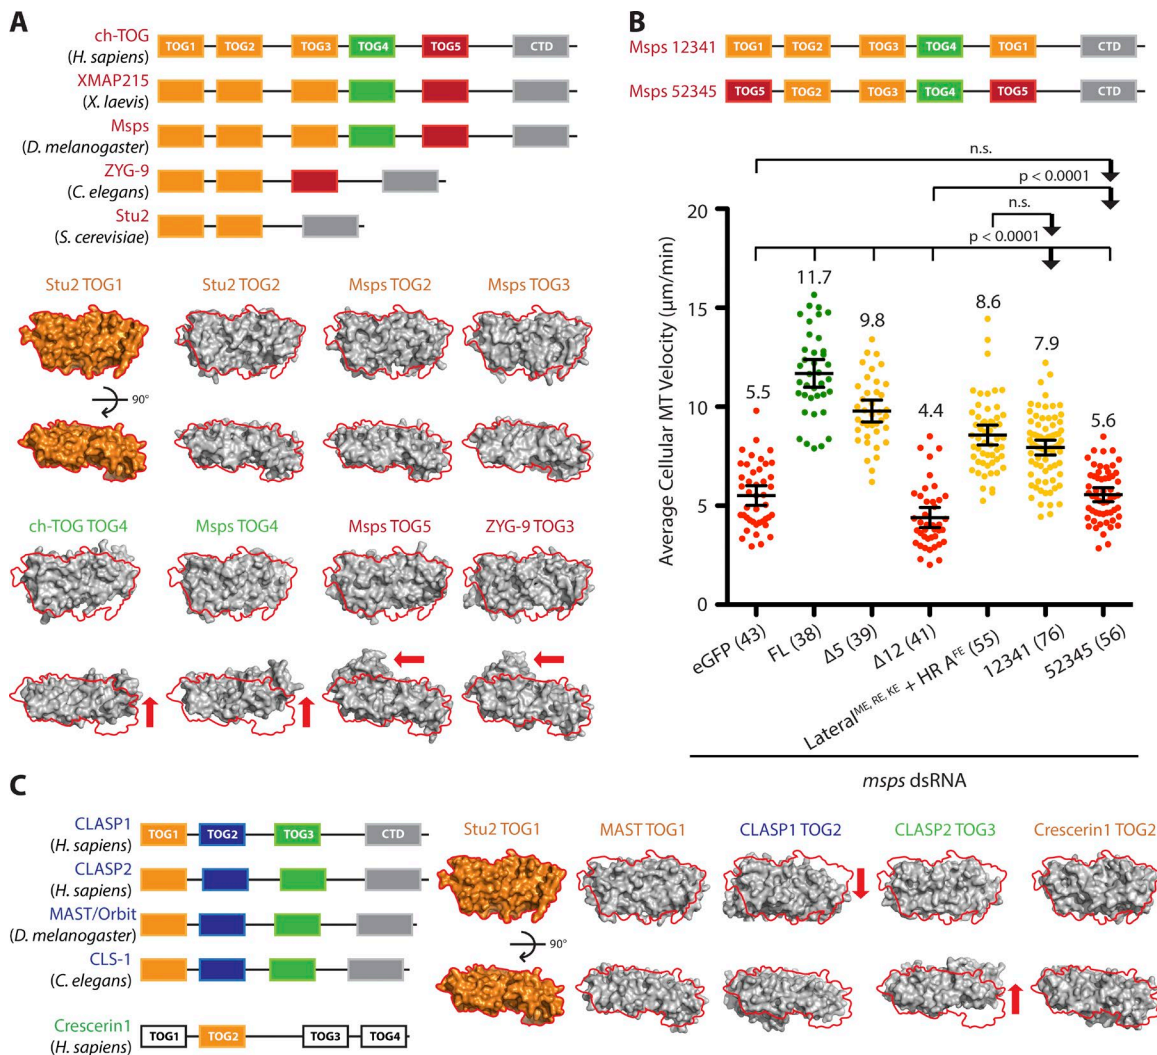 A
ch-TOG
(H. sapiens)
TOG1 TOG2 TOG3 TOG4 TOG5 CTD
XMAP215
(X. laevis)
Msps
(D. melanogaster)
ZYG-9
(C. elegans)
Stu2
(S. cerevisiae)
Stu2 TOG1 Stu2 TOG2 Msps TOG2 Msps TOG3
90°
ch-TOG TOG4 Msps TOG4 Msps TOG5 ZYG-9 TOG3
B
Msps 12341 TOG1 TOG2 TOG3 TOG4 TOG1 CTD
Msps 52345 TOG5 TOG2 TOG3 TOG4 TOG5 CTD
n.s.
p < 0.0001
n.s.
p < 0.0001
Average Cellular MT Velocity (μm/min)
20
15
10
5
0
5.5
11.7
9.8
4.4
8.6
7.9
5.6
eGFP (43)
FL (38)
Δ5 (39)
Δ12 (41)
Lateral^ME, RE, KE + HR A^FE (55)
12341 (76)
52345 (56)
msps dsRNA
C
CLASP1
(H. sapiens)
TOG1 TOG2 TOG3 CTD
CLASP2
(H. sapiens)
MAST/Orbit
(D. melanogaster)
CLS-1
(C. elegans)
Crescerin1
(H. sapiens)
TOG1 TOG2 TOG3 TOG4
Stu2 TOG1 MAST TOG1 CLASP1 TOG2 CLASP2 TOG3 Crescerin1 TOG2
90°